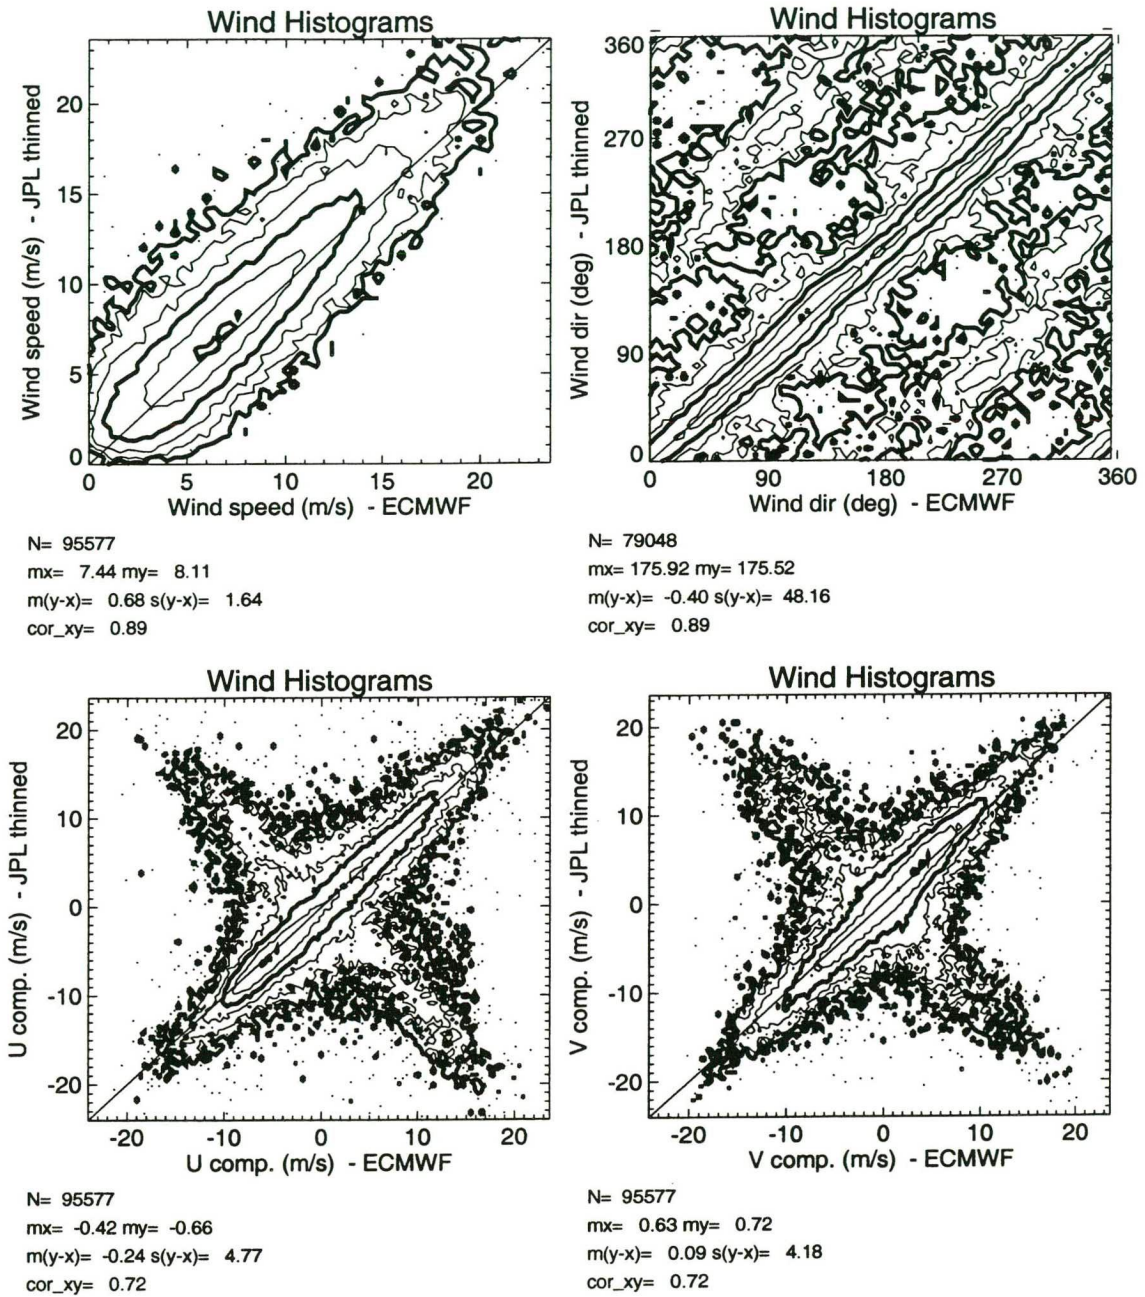 Wind Histograms
Wind speed (m/s) - JPL thinned
20
15
10
5
0
0 5 10 15 20
Wind speed (m/s) - ECMWF
N= 95577
mx= 7.44 my= 8.11
m(y-x)= 0.68 s(y-x)= 1.64
cor_xy= 0.89
Wind Histograms
Wind dir (deg) - JPL thinned
360
270
180
90
0
0 90 180 270 360
Wind dir (deg) - ECMWF
N= 79048
mx= 175.92 my= 175.52
m(y-x)= -0.40 s(y-x)= 48.16
cor_xy= 0.89
Wind Histograms
U comp. (m/s) - JPL thinned
20
10
0
-10
-20
-20 -10 0 10 20
U comp. (m/s) - ECMWF
N= 95577
mx= -0.42 my= -0.66
m(y-x)= -0.24 s(y-x)= 4.77
cor_xy= 0.72
Wind Histograms
V comp. (m/s) - JPL thinned
20
10
0
-10
-20
-20 -10 0 10 20
V comp. (m/s) - ECMWF
N= 95577
mx= 0.63 my= 0.72
m(y-x)= 0.09 s(y-x)= 4.18
cor_xy= 0.72